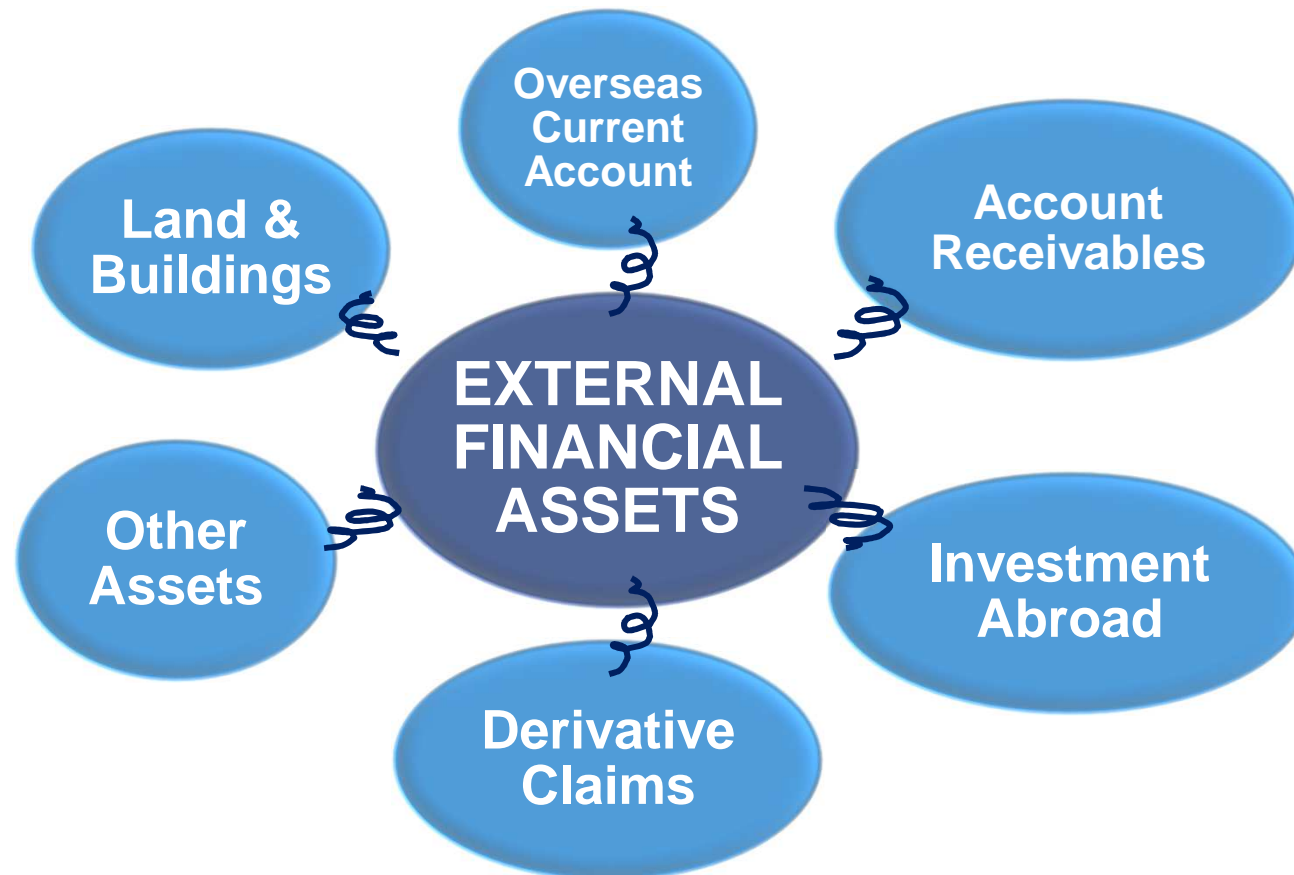 Overseas
Current
Account
Land &
Buildings
Account
Receivables
EXTERNAL
FINANCIAL
ASSETS
Other
Assets
Investment
Abroad
Derivative
Claims